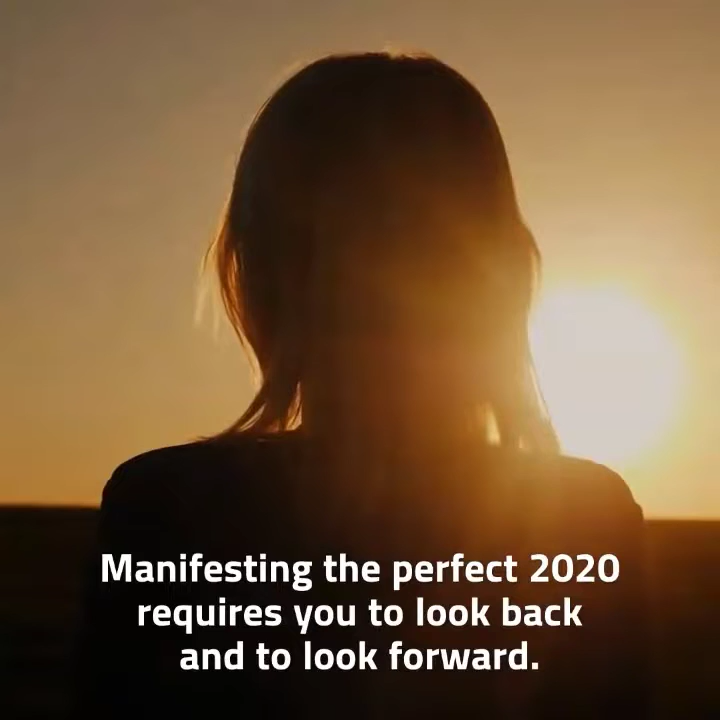 Manifesting the perfect 2020
requires you to look back
and to look forward.